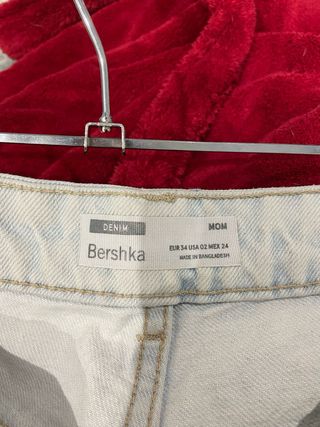 DENIM
Bershka
MOM
EUR 34 USA 02 MEX 24
MADE IN BANGLADESH